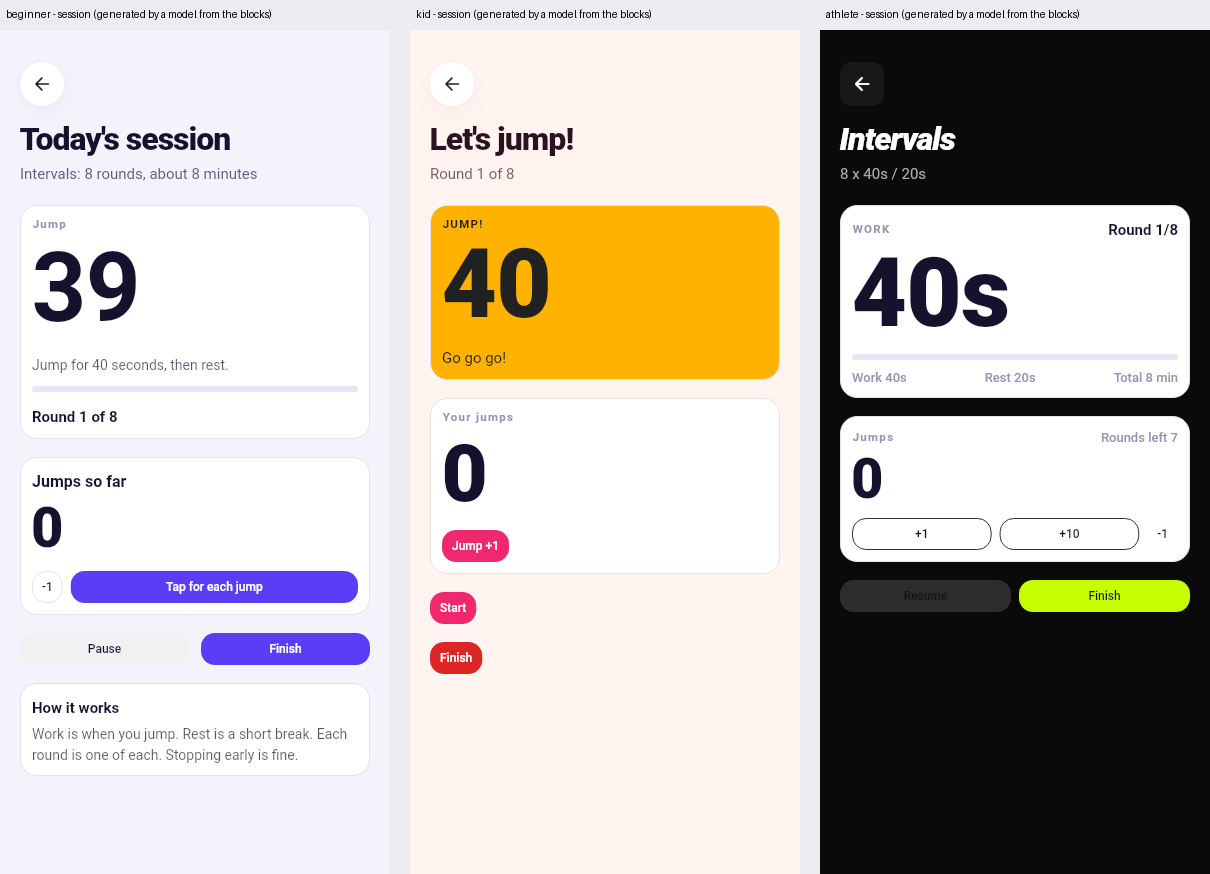 beginner - session (generated by a model from the blocks)
Today's session
Intervals: 8 rounds, about 8 minutes
Jump
39
Jump for 40 seconds, then rest.
Round 1 of 8
Jumps so far
0
-1
Tap for each jump
Pause
Finish
How it works
Work is when you jump. Rest is a short break. Each
round is one of each. Stopping early is fine.
kid - session (generated by a model from the blocks)
Let's jump!
Round 1 of 8
JUMP!
40
Go go go!
Your jumps
0
Jump +1
Start
Finish
athlete - session (generated by a model from the blocks)
Intervals
8 x 40s / 20s
WORK
Round 1/8
40s
Work 40s
Rest 20s
Total 8 min
Jumps
Rounds left 7
0
+1
+10
-1
Resume
Finish